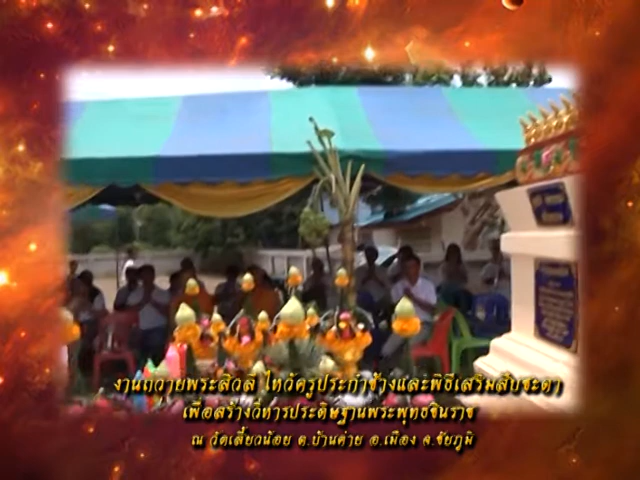 งานถวายพระสิวลี ไหว้ครูประกำช้างและพิธีเสริมสืบชะตา
เพื่อสร้างวิหารประดิษฐานพระพุทธชินราช
ณ วัดเสี้ยวน้อย ต.บ้านค่าย อ.เมือง จ.ชัยภูมิ